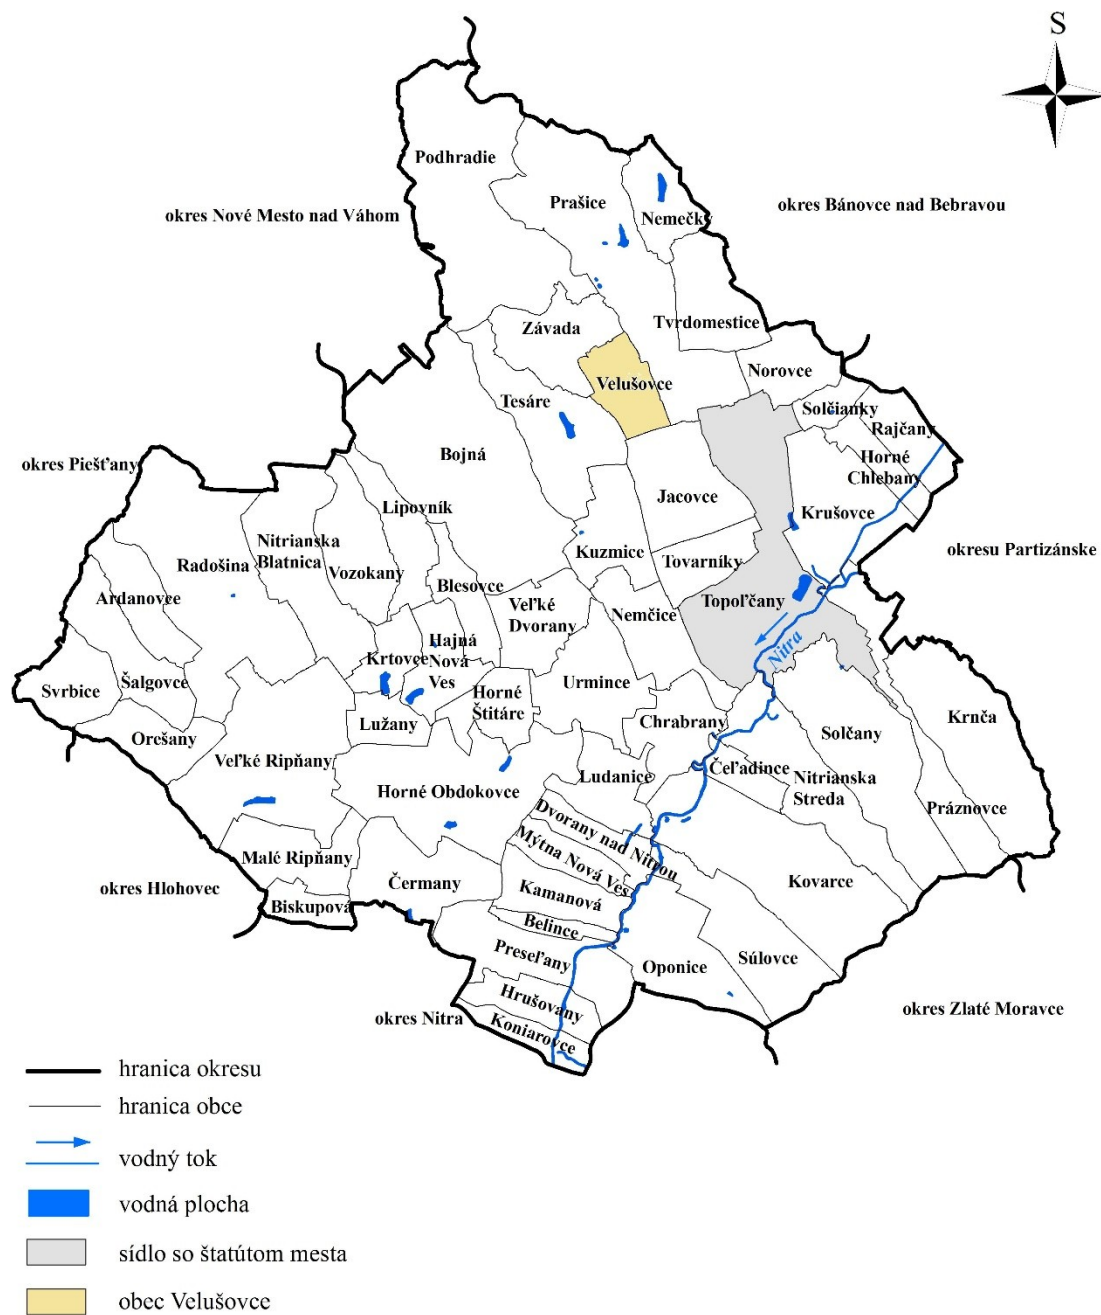 S
Podhradie
Prašice
Nemečky
okres Nové Mesto nad Váhom
okres Bánovce nad Bebravou
Závada
Tvrdomestice
Velušovce
Norovce
Tesáre
Solčianky
Rajčany
okres Piešťany
Bojná
Horné
Chlebany
Jacovce
Lipovník
Krušovce
Nitrianska
Blatnica
Radošina
Vozokany
Kuzmice
Tovarníky
okresu Partizánske
Blesovce
Ardanovce
Veľké
Dvorany
Nemčice
Topoľčany
Hajná
Nová
Ves
Krtovce
Nitra
Šalgovce
Svrbice
Urmince
Horné
Štitáre
Krnča
Lužany
Chrabrany
Solčany
Orešany
Veľké Ripňany
Čeľadince
Ludanice
Nitrianska
Streda
Horné Obdokovce
Práznovce
Dvorany nad Nitrou
Mýtna Nová Ves
Malé Ripňany
okres Hlohovec
Čermany
Kovarce
Kamanová
Biskupová
Belince
Preseľany
Súlovce
Oponice
Hrušovany
okres Zlaté Moravce
okres Nitra
Koniarovce
hranica okresu
hranica obce
vodný tok
vodná plocha
sídlo so štatútom mesta
obec Velušovce